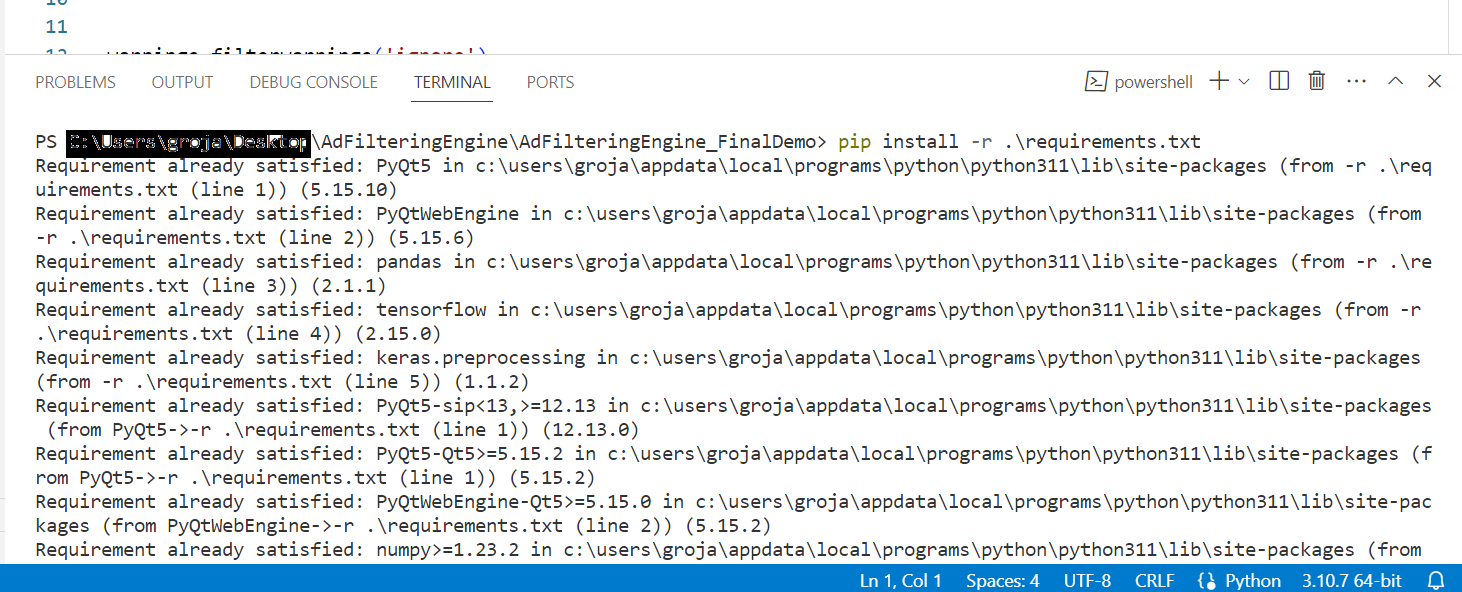 11
warnings.filterwarnings('ignore')
PROBLEMS OUTPUT DEBUG CONSOLE TERMINAL PORTS powershell
PS C:\Users\groja\Desktop\AdFilteringEngine\AdFilteringEngine_FinalDemo> pip install -r .\requirements.txt
Requirement already satisfied: PyQt5 in c:\users\groja\appdata\local\programs\python\python311\lib\site-packages (from -r .\req
uirements.txt (line 1)) (5.15.10)
Requirement already satisfied: PyQtWebEngine in c:\users\groja\appdata\local\programs\python\python311\lib\site-packages (from
-r .\requirements.txt (line 2)) (5.15.6)
Requirement already satisfied: pandas in c:\users\groja\appdata\local\programs\python\python311\lib\site-packages (from -r .\re
quirements.txt (line 3)) (2.1.1)
Requirement already satisfied: tensorflow in c:\users\groja\appdata\local\programs\python\python311\lib\site-packages (from -r
.\requirements.txt (line 4)) (2.15.0)
Requirement already satisfied: keras.preprocessing in c:\users\groja\appdata\local\programs\python\python311\lib\site-packages
(from -r .\requirements.txt (line 5)) (1.1.2)
Requirement already satisfied: PyQt5-sip<13,>=12.13 in c:\users\groja\appdata\local\programs\python\python311\lib\site-packages
(from PyQt5->-r .\requirements.txt (line 1)) (12.13.0)
Requirement already satisfied: PyQt5-Qt5>=5.15.2 in c:\users\groja\appdata\local\programs\python\python311\lib\site-packages (f
rom PyQt5->-r .\requirements.txt (line 1)) (5.15.2)
Requirement already satisfied: PyQtWebEngine-Qt5>=5.15.0 in c:\users\groja\appdata\local\programs\python\python311\lib\site-pac
kages (from PyQtWebEngine->-r .\requirements.txt (line 2)) (5.15.2)
Requirement already satisfied: numpy>=1.23.2 in c:\users\groja\appdata\local\programs\python\python311\lib\site-packages (from
Ln 1, Col 1 Spaces: 4 UTF-8 CRLF Python 3.10.7 64-bit